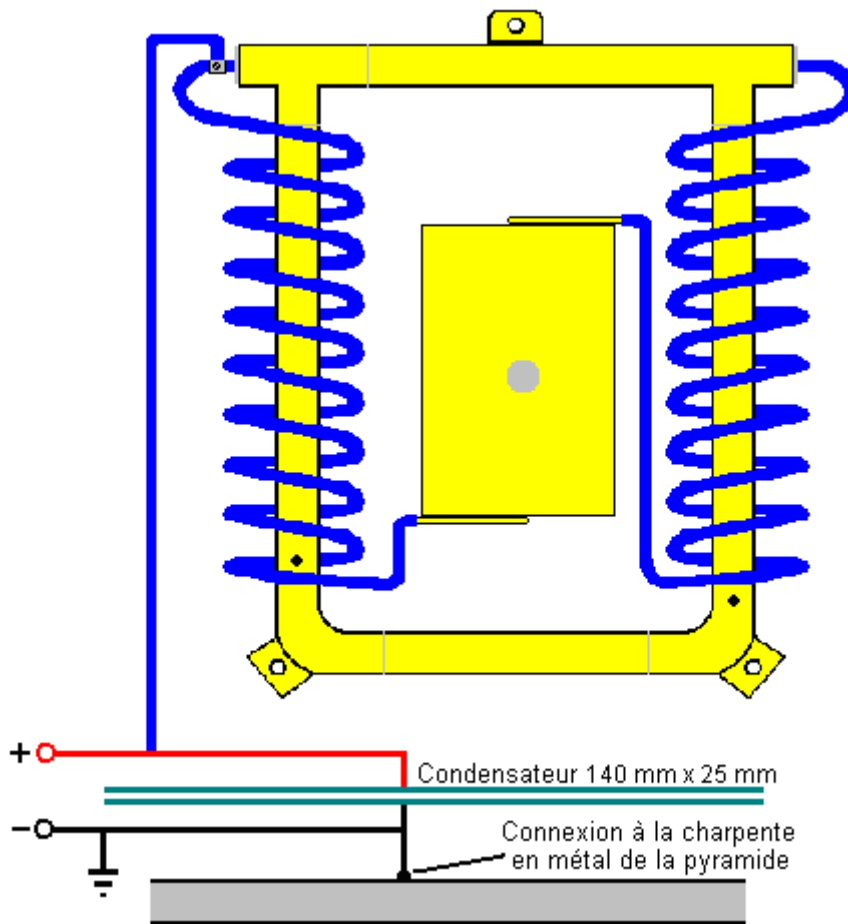 +
Condensateur 140 mm x 25 mm
-
Connexion à la charpente
en métal de la pyramide